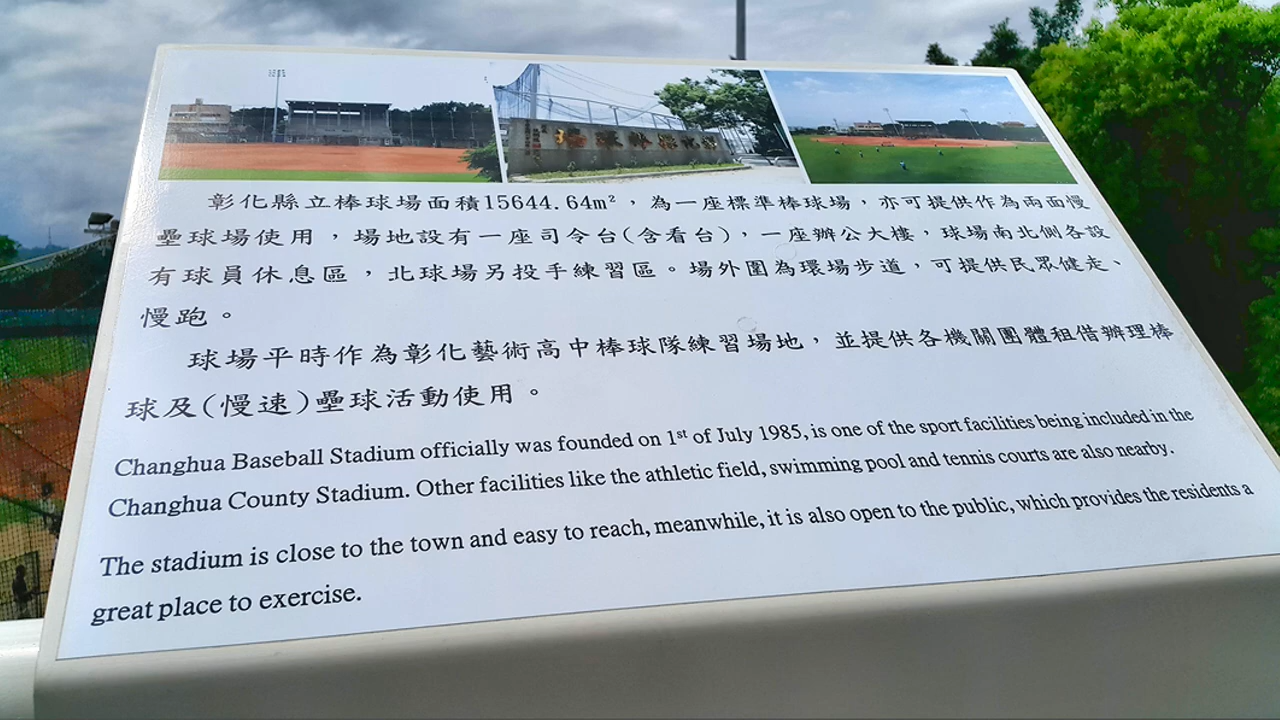 彰化縣立棒球場面積15644.64m²，為一座標準棒球場，亦可提供作為兩面慢
壘球場使用，場地設有一座司令台(含看台)，一座辦公大樓，球場南北側各設
有球員休息區，北球場另投手練習區。場外圍為環場步道，可提供民眾健走、
慢跑。
球場平時作為彰化藝術高中棒球隊練習場地，並提供各機關團體租借辦理棒
球及(慢速)壘球活動使用。
Changhua Baseball Stadium officially was founded on 1st of July 1985, is one of the sport facilities being included in the
Changhua County Stadium. Other facilities like the athletic field, swimming pool and tennis courts are also nearby.
The stadium is close to the town and easy to reach, meanwhile, it is also open to the public, which provides the residents a
great place to exercise.